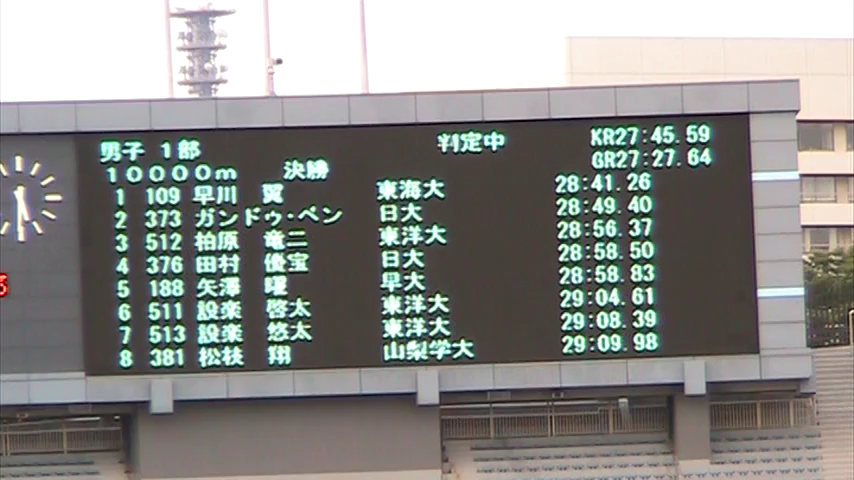 男子 1部 判定中 KR27:45.59
10000m 決勝 GR27:27.64
1 109 早川 翼 東海大 28:41.26
2 373 ガンドゥ・ベン 日大 28:49.40
3 512 柏原 竜二 東洋大 28:56.37
4 376 田村 優宝 日大 28:58.50
5 188 矢澤 曜 早大 28:58.83
6 511 設楽 啓太 東洋大 29:04.61
7 513 設楽 悠太 東洋大 29:08.39
8 381 松枝 翔 山梨学大 29:09.98